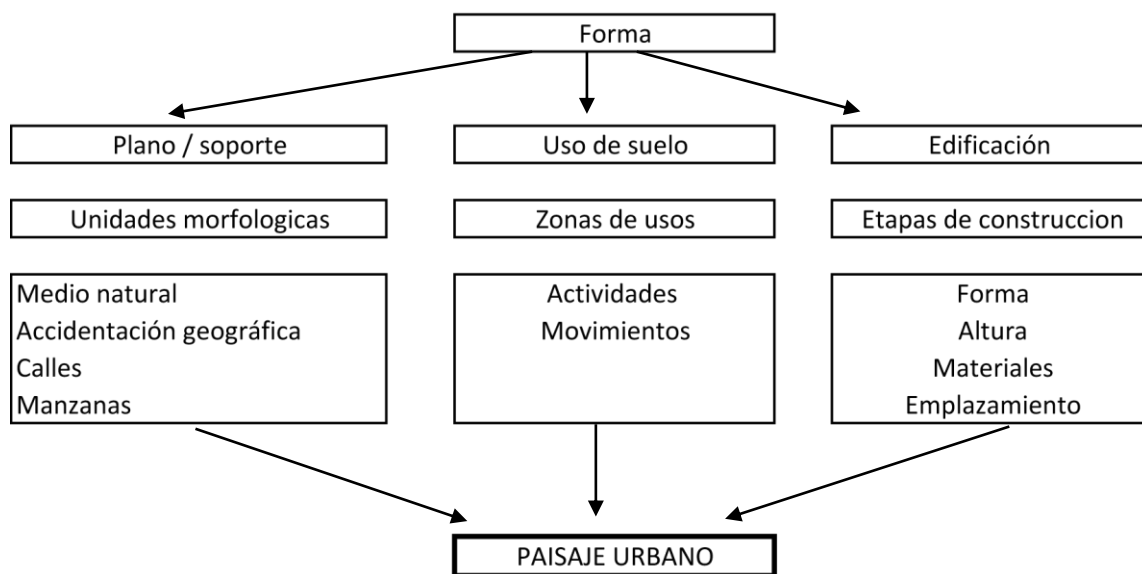 Forma
Plano / soporte
Uso de suelo
Edificación
Unidades morfologicas
Zonas de usos
Etapas de construccion
Medio natural
Accidentación geográfica
Calles
Manzanas
Actividades
Movimientos
Forma
Altura
Materiales
Emplazamiento
PAISAJE URBANO